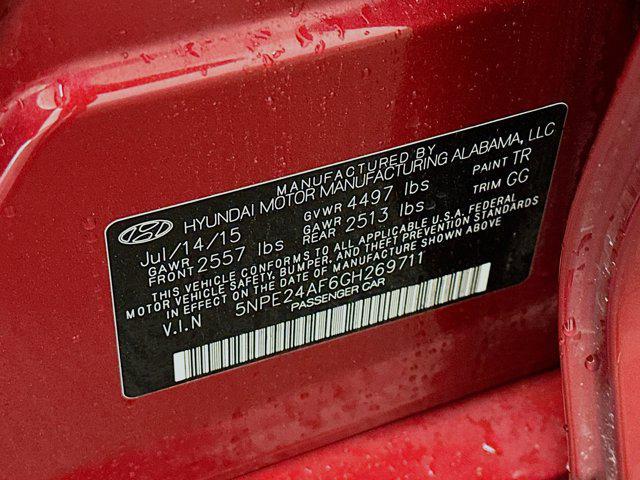 MANUFACTURED BY
HYUNDAI MOTOR MANUFACTURING ALABAMA, LLC
Jul/14/15 GVWR 4497 lbs PAINT TR
GAWR FRONT 2557 lbs GAWR REAR 2513 lbs TRIM GG
THIS VEHICLE CONFORMS TO ALL APPLICABLE U.S.A. FEDERAL
MOTOR VEHICLE SAFETY, BUMPER, AND THEFT PREVENTION STANDARDS
IN EFFECT ON THE DATE OF MANUFACTURE SHOWN ABOVE.
V.I.N 5NPE24AF6GH269711
PASSENGER CAR